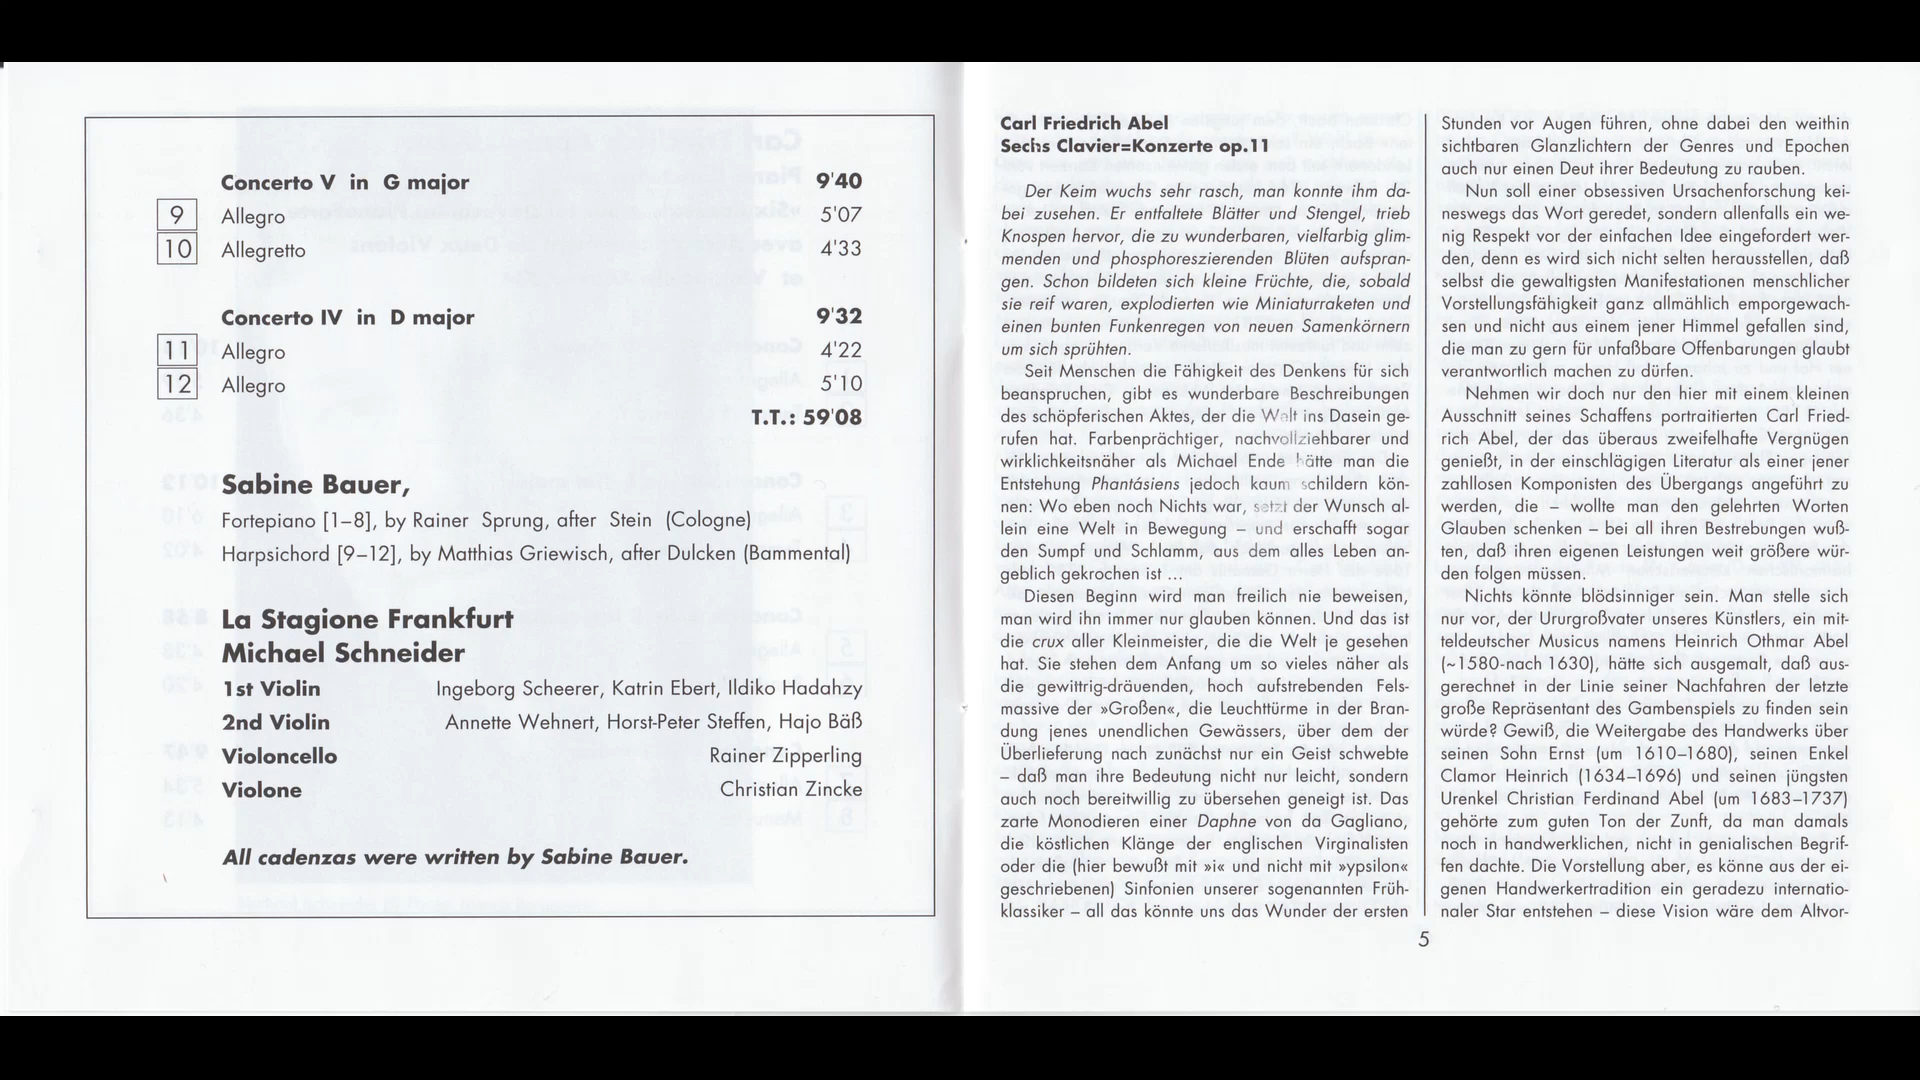 Concerto V in G major 9'40
9 Allegro 5'07
10 Allegretto 4'33
Concerto IV in D major 9'32
11 Allegro 4'22
12 Allegro 5'10
T.T.: 59'08
Sabine Bauer,
Fortepiano [1–8], by Rainer Sprung, after Stein (Cologne)
Harpsichord [9–12], by Matthias Griewisch, after Dulcken (Bammental)
La Stagione Frankfurt
Michael Schneider
1st Violin Ingeborg Scheerer, Katrin Ebert, Ildiko Hadahzy
2nd Violin Annette Wehnert, Horst-Peter Steffen, Hajo Bäß
Violoncello Rainer Zipperling
Violone Christian Zincke
All cadenzas were written by Sabine Bauer.
Carl Friedrich Abel
Sechs Clavier=Konzerte op.11
Der Keim wuchs sehr rasch, man konnte ihm da-
bei zusehen. Er entfaltete Blätter und Stengel, trieb
Knospen hervor, die zu wunderbaren, vielfarbig glim-
menden und phosphoreszierenden Blüten aufspran-
gen. Schon bildeten sich kleine Früchte, die, sobald
sie reif waren, explodierten wie Miniaturraketen und
einen bunten Funkenregen von neuen Samenkörnern
um sich sprühten.
Seit Menschen die Fähigkeit des Denkens für sich
beanspruchen, gibt es wunderbare Beschreibungen
des schöpferischen Aktes, der die Welt ins Dasein ge-
rufen hat. Farbenprächtiger, nachvollziehbarer und
wirklichkeitsnäher als Michael Ende hätte man die
Entstehung Phantásiens jedoch kaum schildern kön-
nen: Wo eben noch Nichts war, setzt der Wunsch al-
lein eine Welt in Bewegung – und erschafft sogar
den Sumpf und Schlamm, aus dem alles Leben an-
geblich gekrochen ist ...
Diesen Beginn wird man freilich nie beweisen,
man wird ihn immer nur glauben können. Und das ist
die crux aller Kleinmeister, die die Welt je gesehen
hat. Sie stehen dem Anfang um so vieles näher als
die gewittrig-dräuenden, hoch aufstrebenden Fels-
massive der »Großen«, die Leuchttürme in der Bran-
dung jenes unendlichen Gewässers, über dem der
Überlieferung nach zunächst nur ein Geist schwebte
– daß man ihre Bedeutung nicht nur leicht, sondern
auch noch bereitwillig zu übersehen geneigt ist. Das
zarte Monodieren einer Daphne von da Gagliano,
die köstlichen Klänge der englischen Virginalisten
oder die (hier bewußt mit »i« und nicht mit »ypsilon«
geschriebenen) Sinfonien unserer sogenannten Früh-
klassiker – all das könnte uns das Wunder der ersten
Stunden vor Augen führen, ohne dabei den weithin
sichtbaren Glanzlichtern der Genres und Epochen
auch nur einen Deut ihrer Bedeutung zu rauben.
Nun soll einer obsessiven Ursachenforschung kei-
neswegs das Wort geredet, sondern allenfalls ein we-
nig Respekt vor der einfachen Idee eingefordert wer-
den, denn es wird sich nicht selten herausstellen, daß
selbst die gewaltigsten Manifestationen menschlicher
Vorstellungsfähigkeit ganz allmählich emporgewach-
sen und nicht aus einem jener Himmel gefallen sind,
die man zu gern für unfaßbare Offenbarungen glaubt
verantwortlich machen zu dürfen.
Nehmen wir doch nur den hier mit einem kleinen
Ausschnitt seines Schaffens portraitierten Carl Fried-
rich Abel, der das überaus zweifelhafte Vergnügen
genießt, in der einschlägigen Literatur als einer jener
zahllosen Komponisten des Übergangs angeführt zu
werden, die – wollte man den gelehrten Worten
Glauben schenken – bei all ihren Bestrebungen wuß-
ten, daß ihren eigenen Leistungen weit größere wür-
den folgen müssen.
Nichts könnte blödsinniger sein. Man stelle sich
nur vor, der Ururgroßvater unseres Künstlers, ein mit-
teldeutscher Musicus namens Heinrich Othmar Abel
(~1580-nach 1630), hätte sich ausgemalt, daß aus-
gerechnet in der Linie seiner Nachfahren der letzte
große Repräsentant des Gambenspiels zu finden sein
würde? Gewiß, die Weitergabe des Handwerks über
seinen Sohn Ernst (um 1610–1680), seinen Enkel
Clamor Heinrich (1634–1696) und seinen jüngsten
Urenkel Christian Ferdinand Abel (um 1683–1737)
gehörte zum guten Ton der Zunft, da man damals
noch in handwerklichen, nicht in genialischen Begrif-
fen dachte. Die Vorstellung aber, es könne aus der ei-
genen Handwerkertradition ein geradezu internatio-
naler Star entstehen – diese Vision wäre dem Altvor-
5